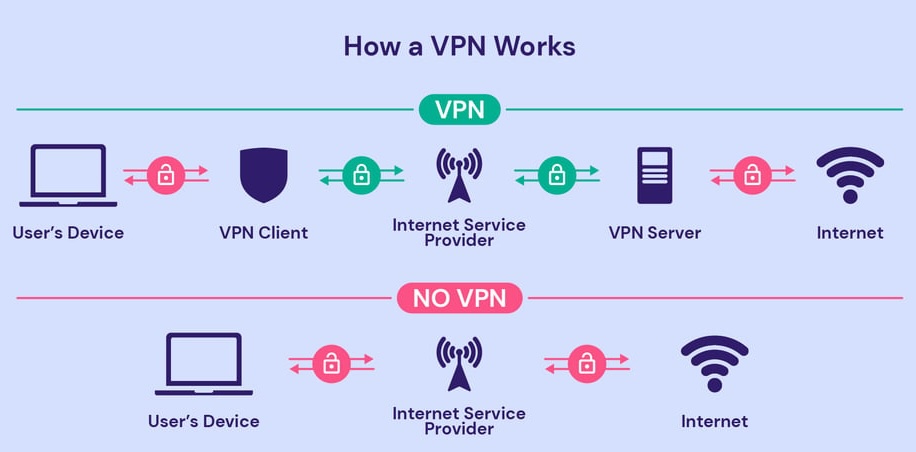 How a VPN Works
VPN
User’s Device
VPN Client
Internet Service
Provider
VPN Server
Internet
NO VPN
User’s Device
Internet Service
Provider
Internet